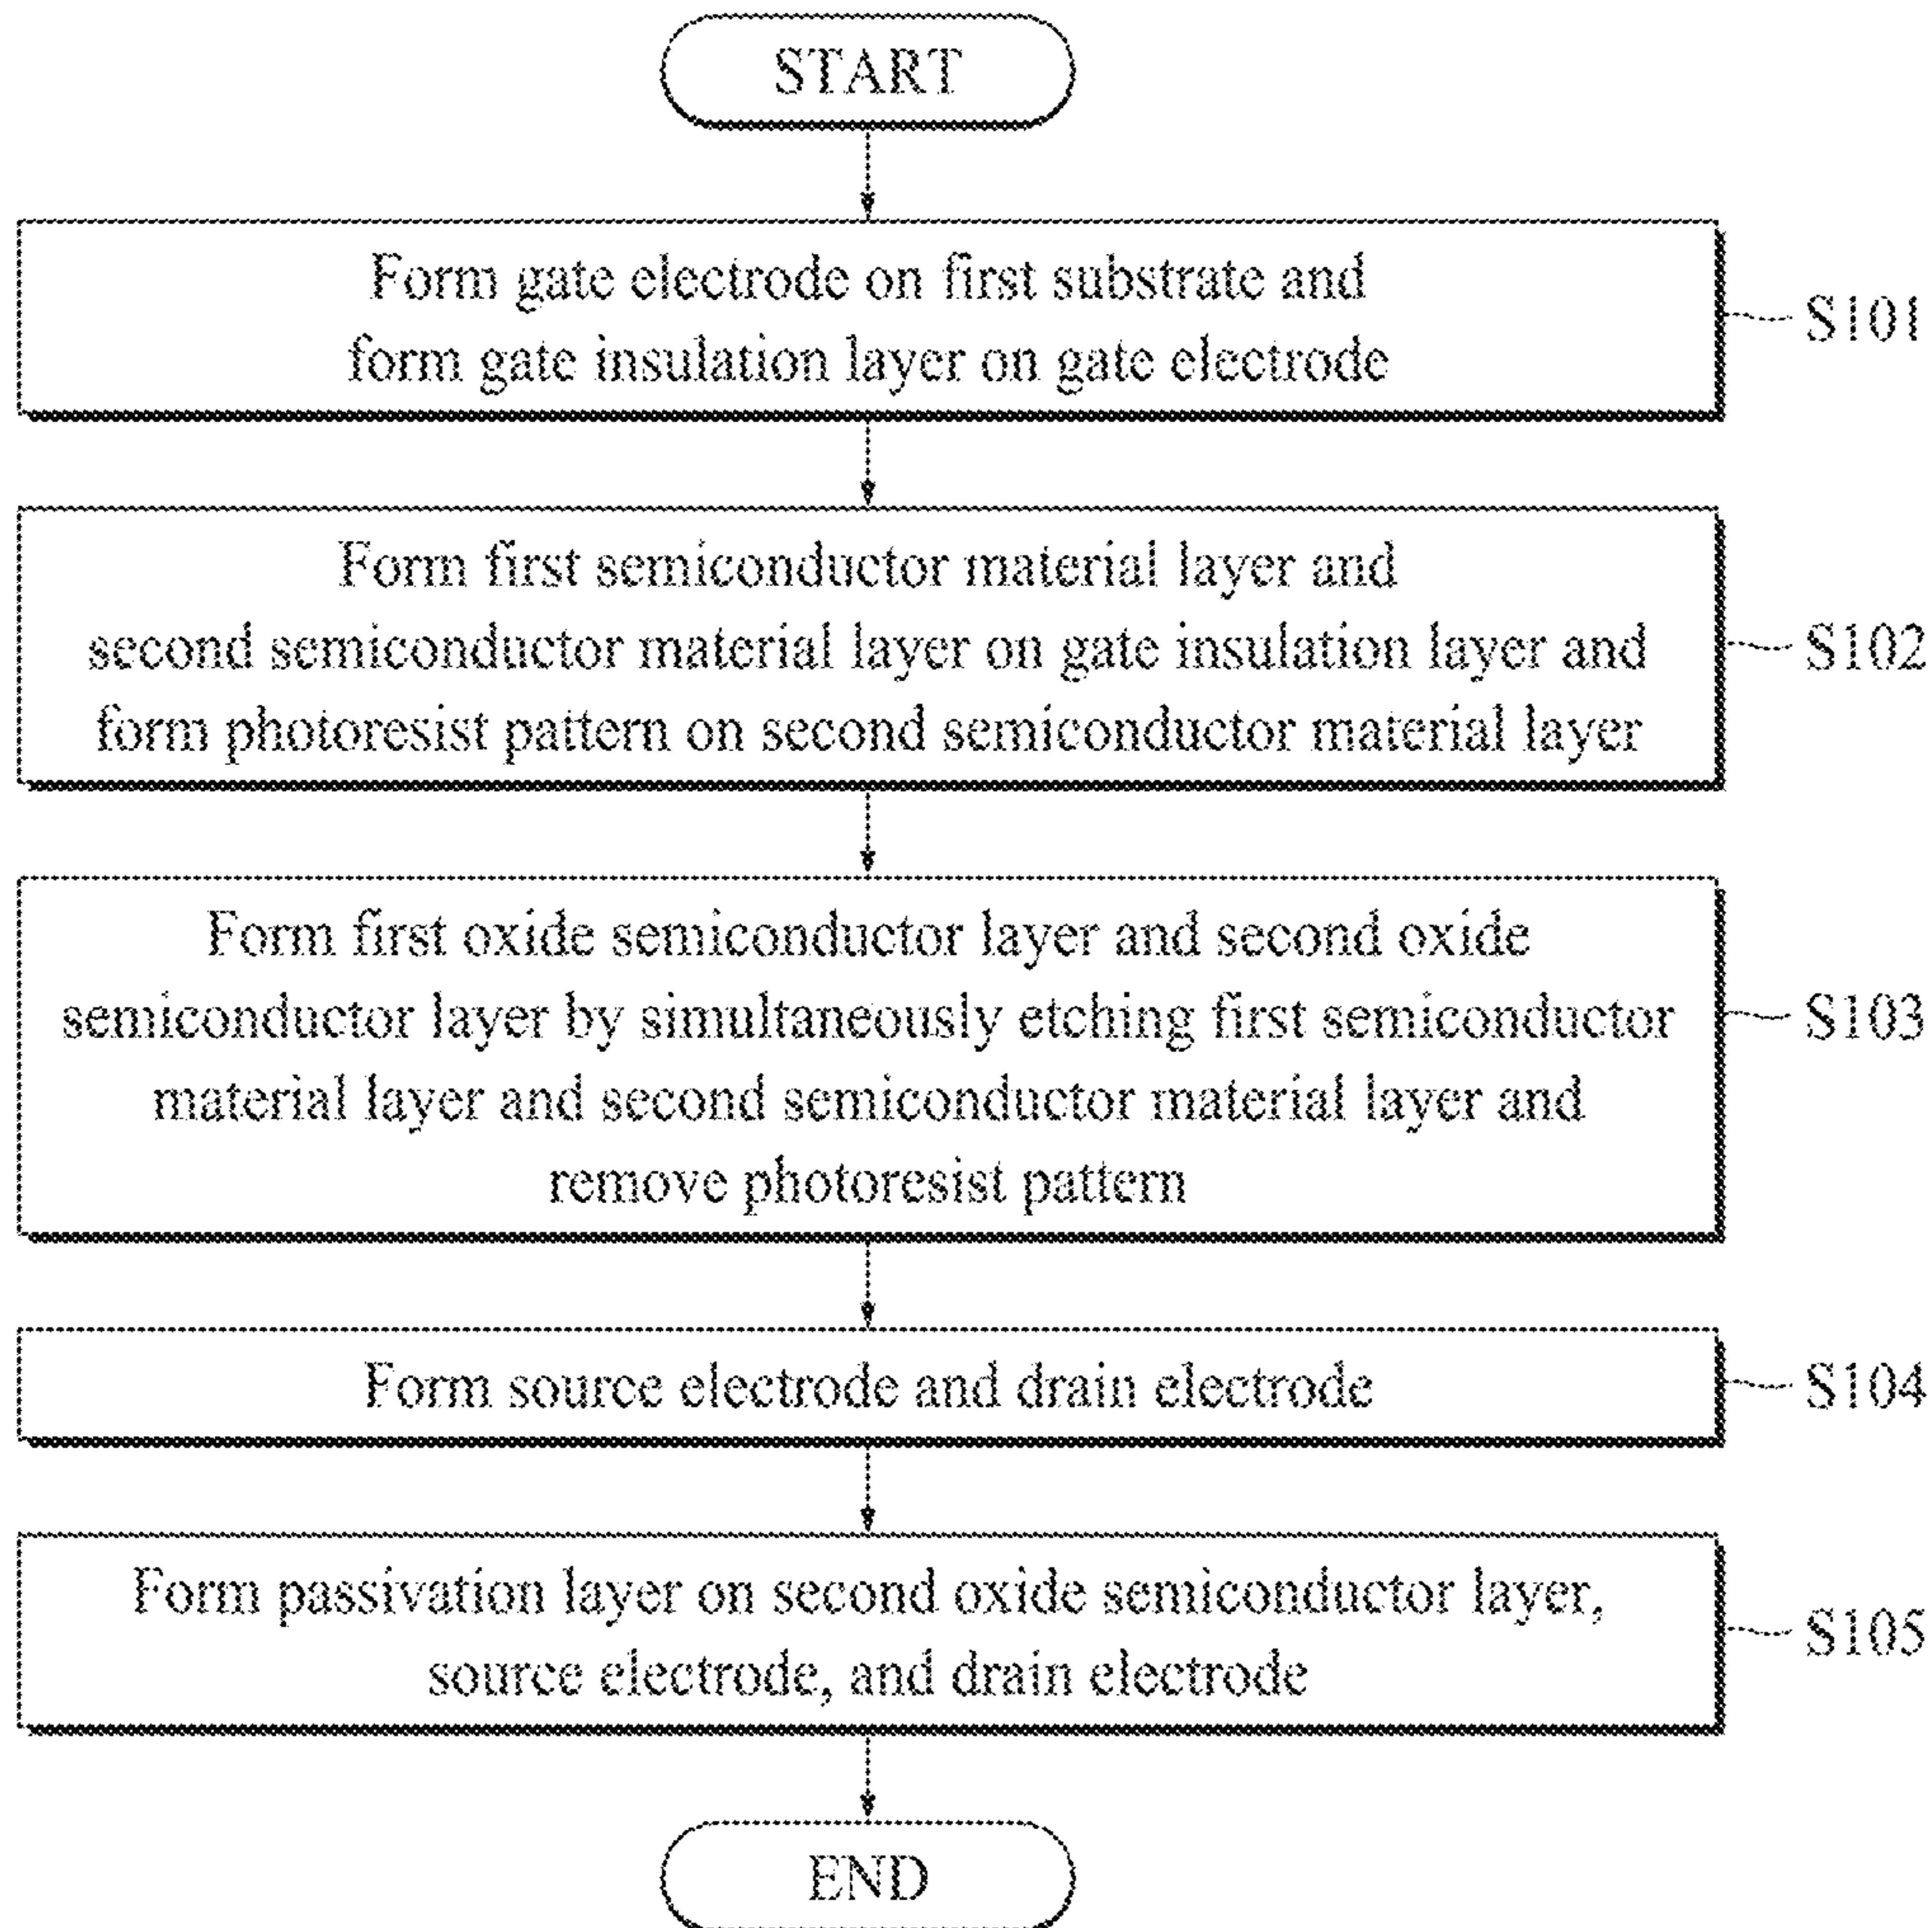 START
Form gate electrode on first substrate and
form gate insulation layer on gate electrode
S101
Form first semiconductor material layer and
second semiconductor material layer on gate insulation layer and
form photoresist pattern on second semiconductor material layer
S102
Form first oxide semiconductor layer and second oxide
semiconductor layer by simultaneously etching first semiconductor
material layer and second semiconductor material layer and
remove photoresist pattern
S103
Form source electrode and drain electrode
S104
Form passivation layer on second oxide semiconductor layer,
source electrode, and drain electrode
S105
END